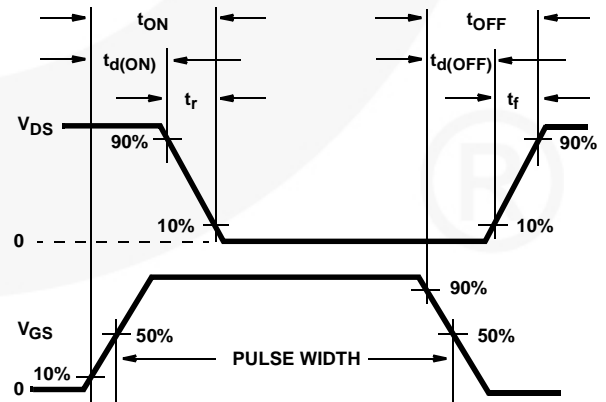 tON tOFF
td(ON) td(OFF)
tr tf
VDS
90% 90%
10% 10%
0
90%
VGS 50% 50%
PULSE WIDTH
10%
0
®